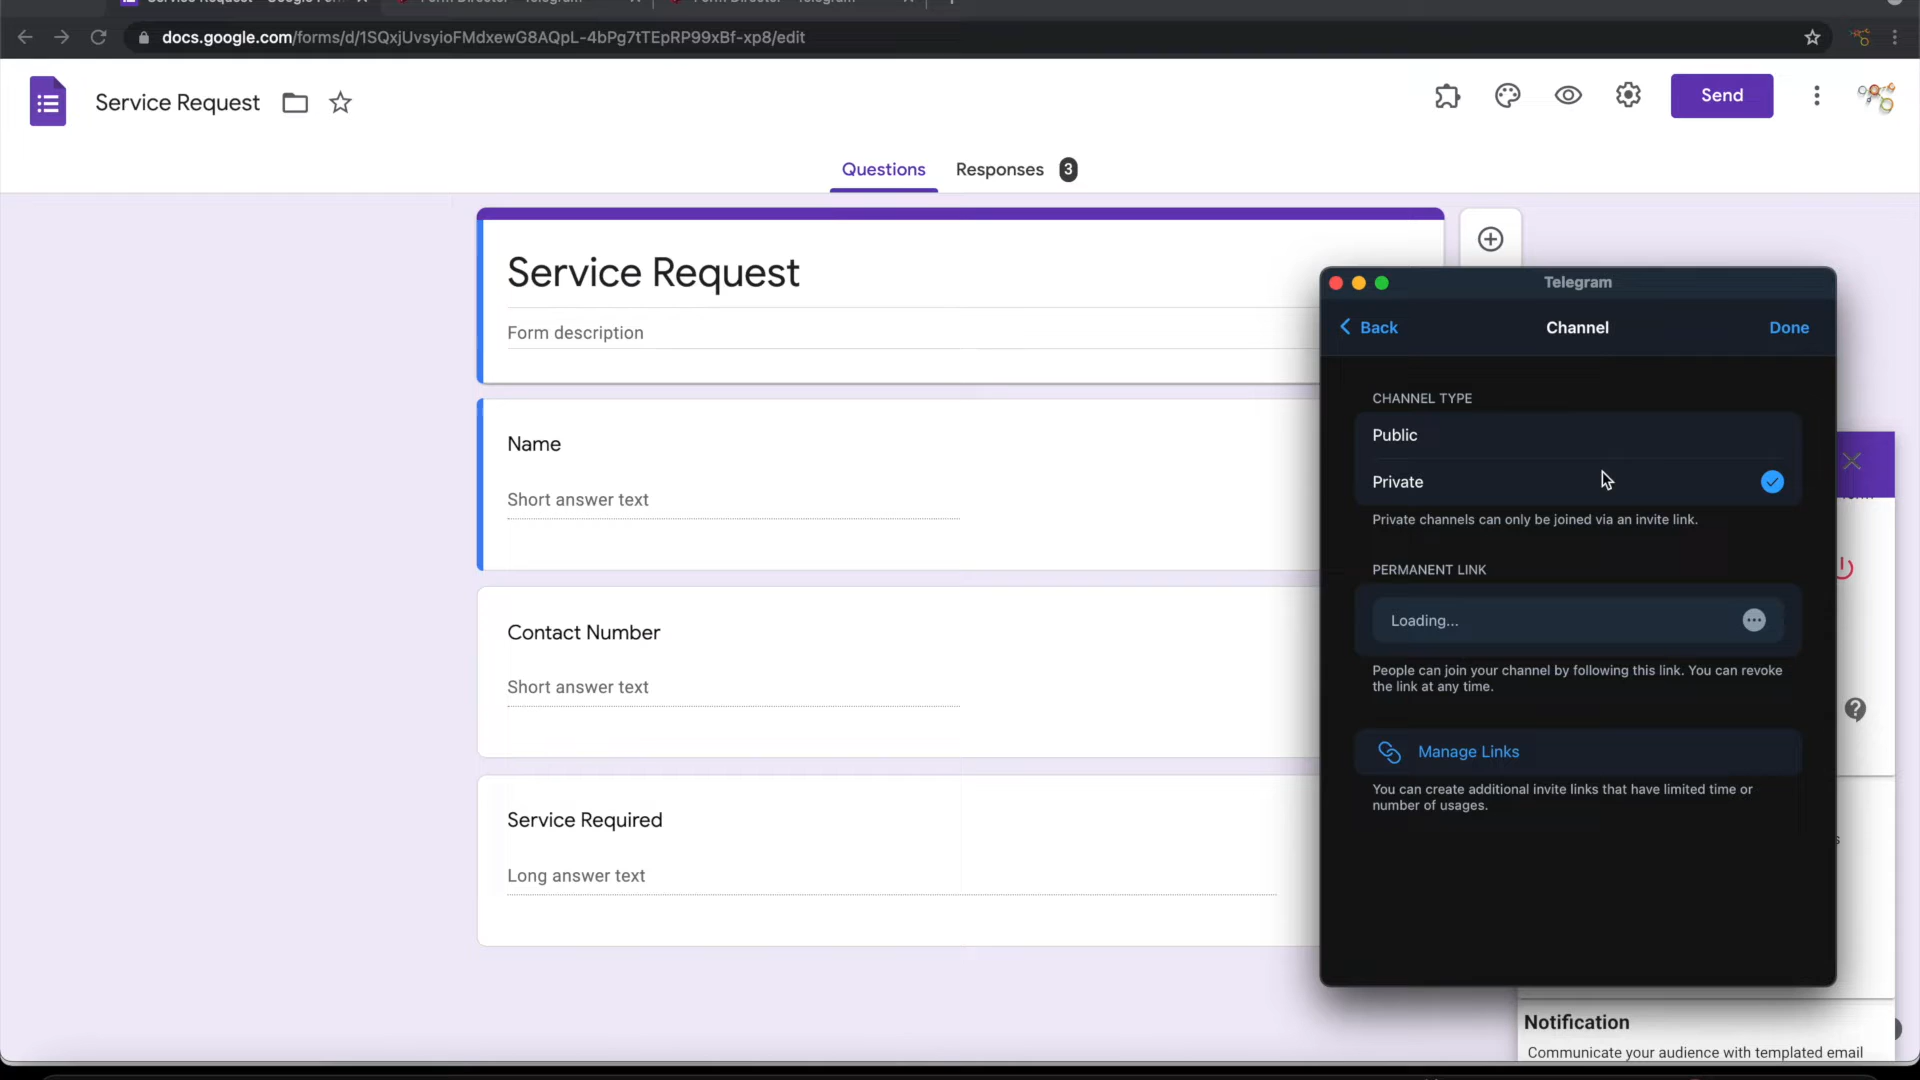 docs.google.com/forms/d/1SQxjUvsyioFMdxewG8AQpL-4bPg7tTEpRP99xBf-xp8/edit
Service Request
Send
Questions
Responses
3
Service Request
Form description
Name
Short answer text
Contact Number
Short answer text
Service Required
Long answer text
Telegram
Back
Channel
Done
CHANNEL TYPE
Public
Private
Private channels can only be joined via an invite link.
PERMANENT LINK
Loading...
People can join your channel by following this link. You can revoke
the link at any time.
Manage Links
You can create additional invite links that have limited time or
number of usages.
Notification
Communicate your audience with templated email